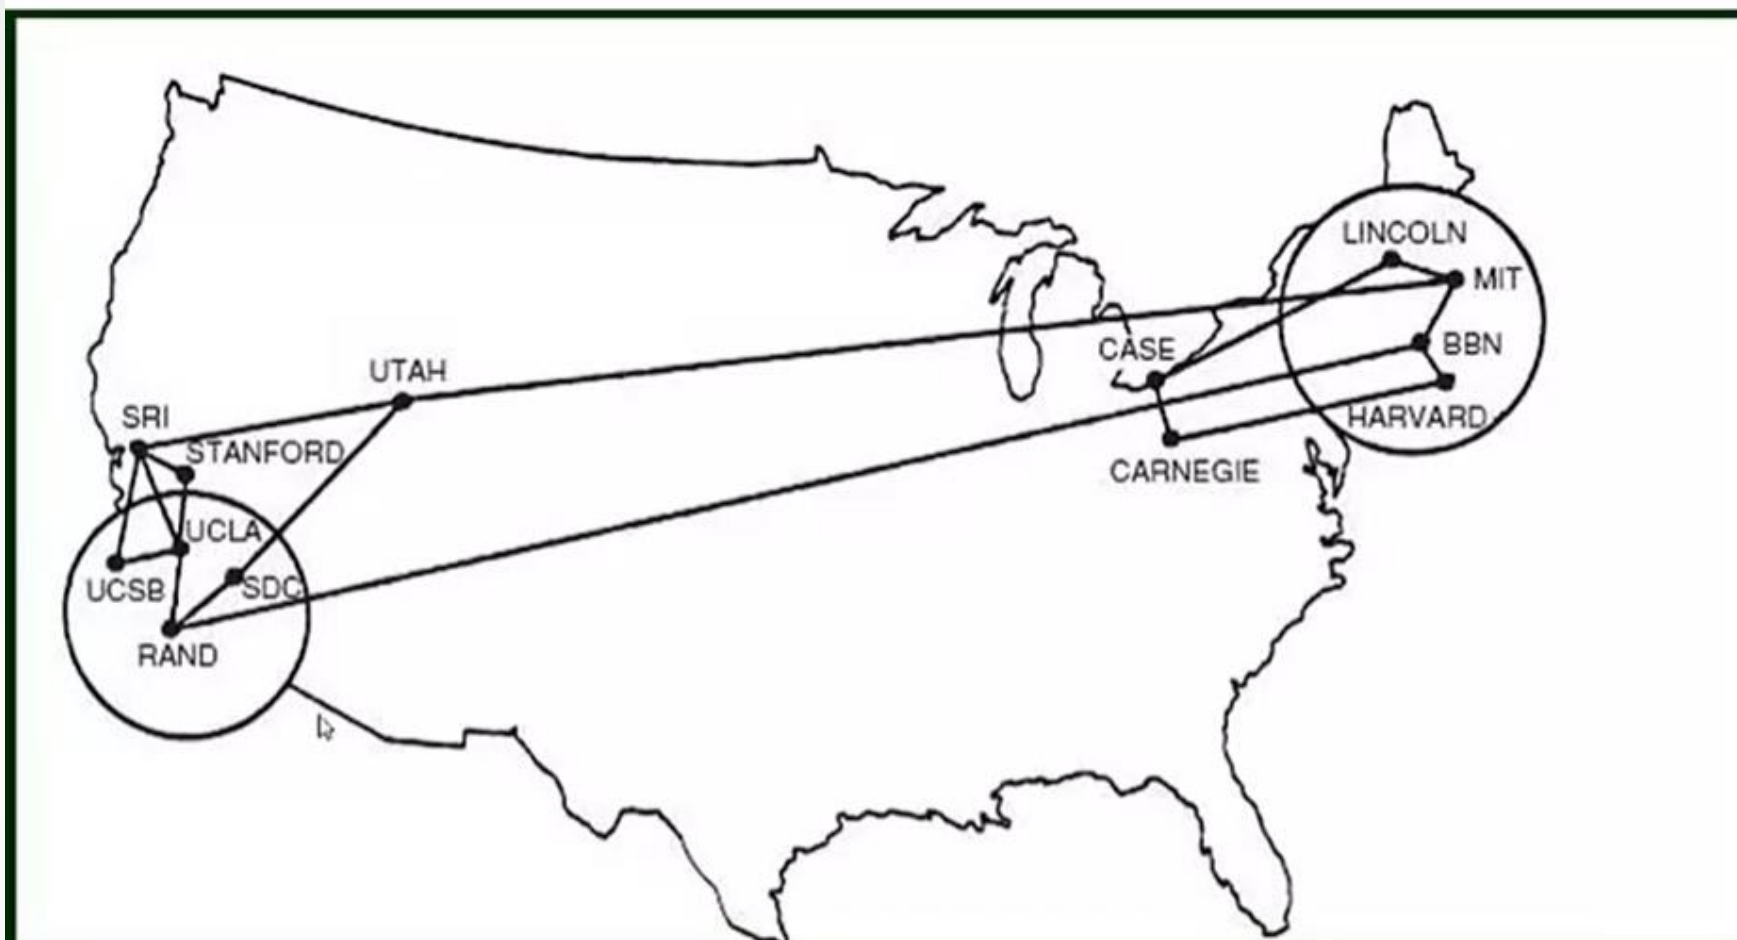 LINCOLN
MIT
BBN
CASE
UTAH
HARVARD
SRI
STANFORD
CARNEGIE
UCLA
UCSB
SDC
RAND